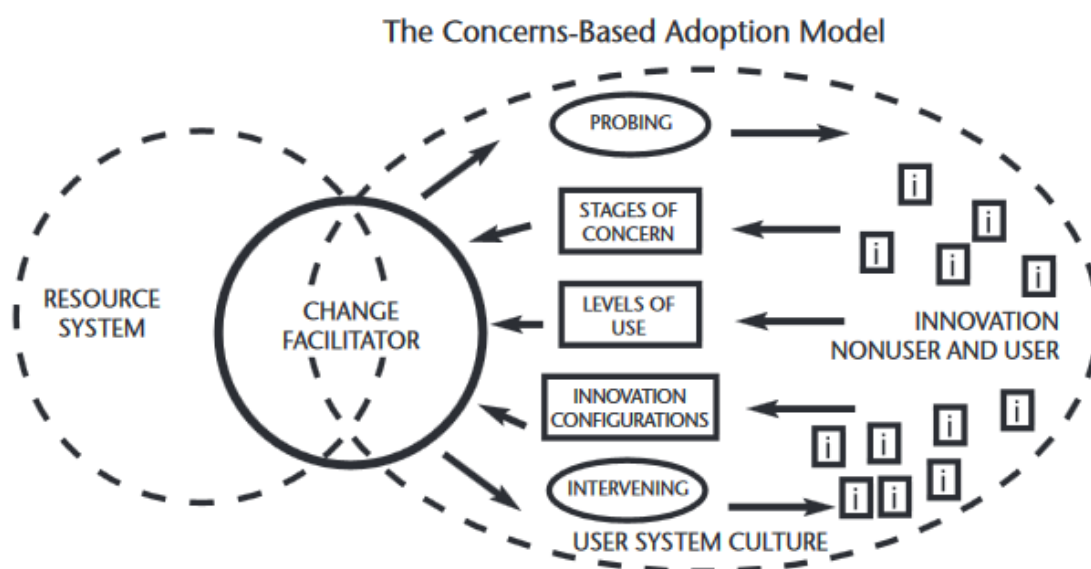 The Concerns-Based Adoption Model
PROBING
STAGES OF
CONCERN
RESOURCE
SYSTEM
CHANGE
FACILITATOR
LEVELS OF
USE
INNOVATION
CONFIGURATIONS
INTERVENING
i
i
i
i
i
INNOVATION
NONUSER AND USER
i
i
i
i
i
i
i
USER SYSTEM CULTURE